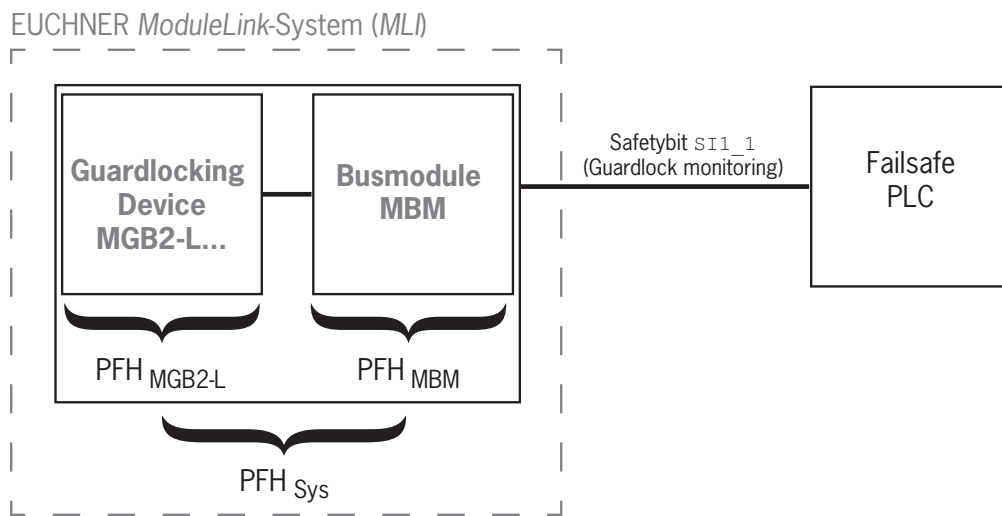 EUCHNER ModuleLink-System (MLI)
Guardlocking
Device
MGB2-L...
Busmodule
MBM
Safetybit SI1_1
(Guardlock monitoring)
Failsafe
PLC
PFH MGB2-L
PFH MBM
PFH Sys